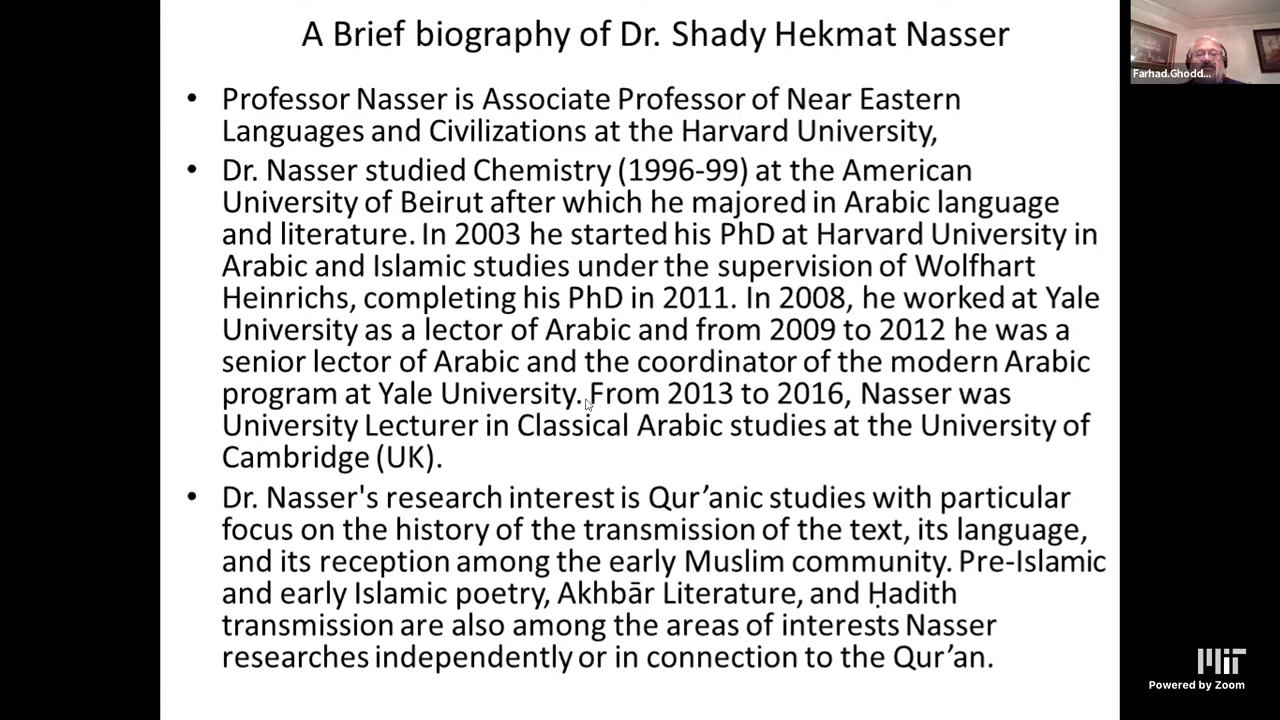 A Brief biography of Dr. Shady Hekmat Nasser
• Professor Nasser is Associate Professor of Near Eastern
Languages and Civilizations at the Harvard University,
• Dr. Nasser studied Chemistry (1996-99) at the American
University of Beirut after which he majored in Arabic language
and literature. In 2003 he started his PhD at Harvard University in
Arabic and Islamic studies under the supervision of Wolfhart
Heinrichs, completing his PhD in 2011. In 2008, he worked at Yale
University as a lector of Arabic and from 2009 to 2012 he was a
senior lector of Arabic and the coordinator of the modern Arabic
program at Yale University. From 2013 to 2016, Nasser was
University Lecturer in Classical Arabic studies at the University of
Cambridge (UK).
• Dr. Nasser's research interest is Qur’anic studies with particular
focus on the history of the transmission of the text, its language,
and its reception among the early Muslim community. Pre-Islamic
and early Islamic poetry, Akhbār Literature, and Ḥadith
transmission are also among the areas of interests Nasser
researches independently or in connection to the Qur’an.
Farhad.Ghodd...
MIT
Powered by Zoom